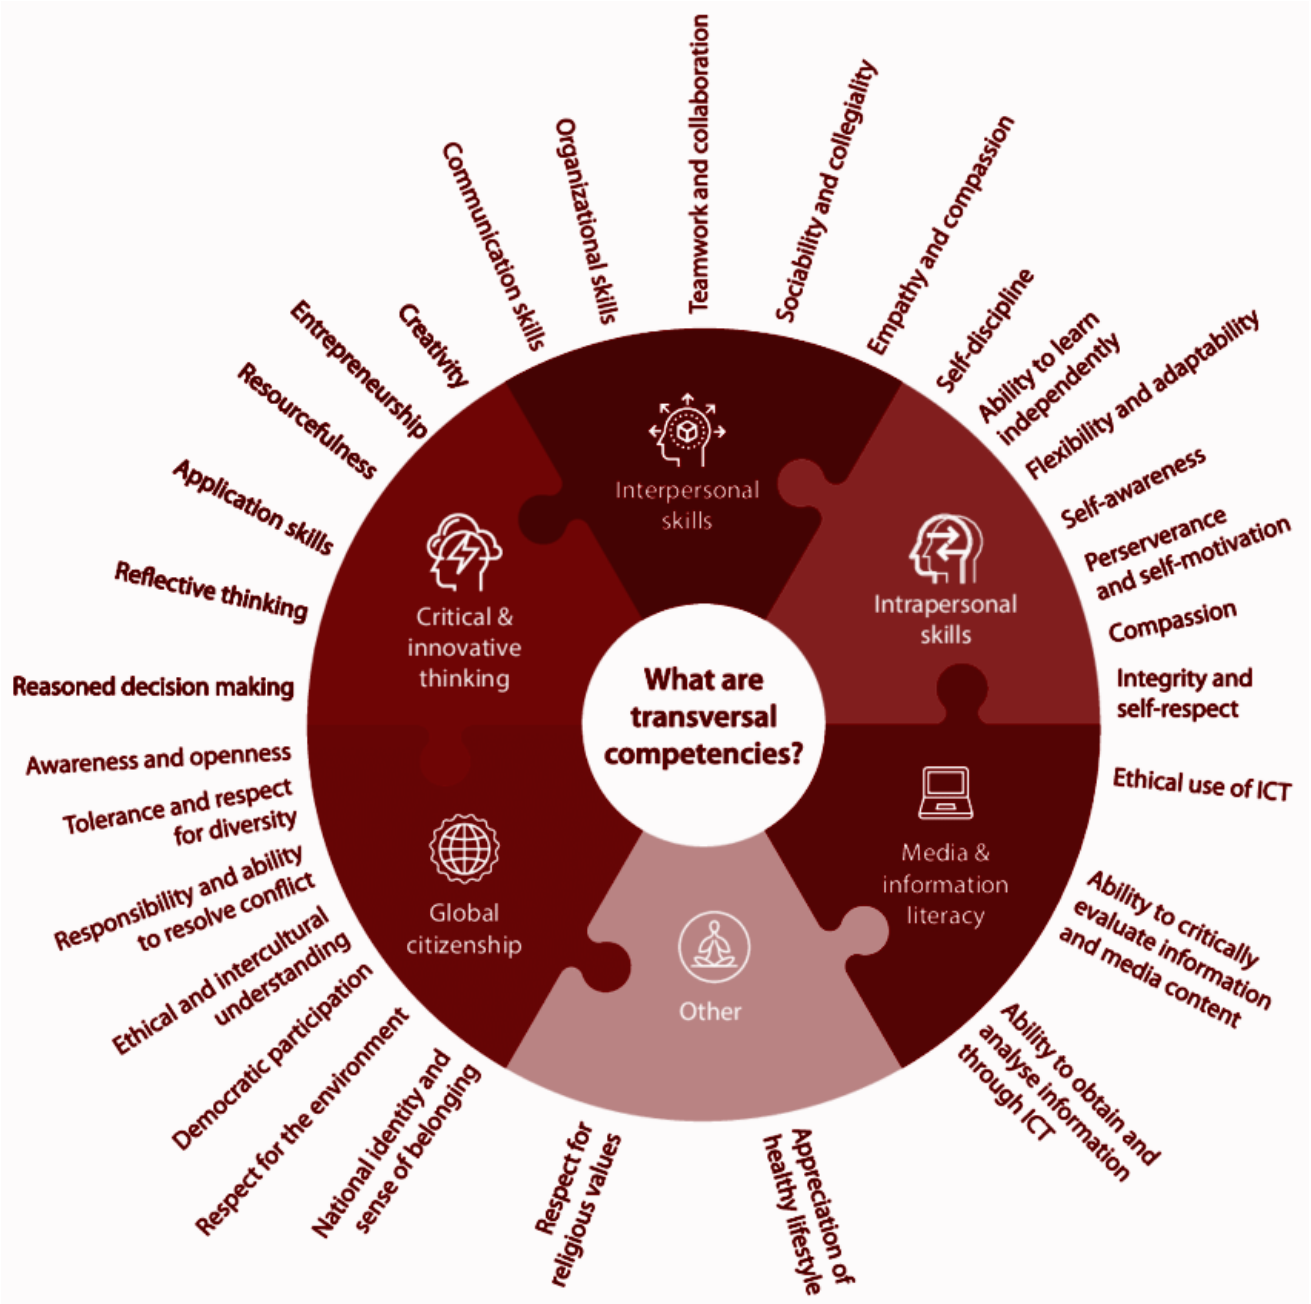 What are
transversal
competencies?
Interpersonal
skills
Communication skills
Organizational skills
Teamwork and collaboration
Sociability and collegiality
Empathy and compassion
Intrapersonal
skills
Self-discipline
Ability to learn
independently
Flexibility and adaptability
Self-awareness
Perserverance
and self-motivation
Compassion
Integrity and
self-respect
Media &
information
literacy
Ethical use of ICT
Ability to critically
evaluate information
and media content
Ability to obtain and
analyse information
through ICT
Other
Appreciation of
healthy lifestyle
Respect for
religious values
Global
citizenship
National identity and
sense of belonging
Respect for the environment
Democratic participation
Ethical and intercultural
understanding
Responsibility and ability
to resolve conflict
Tolerance and respect
for diversity
Awareness and openness
Critical &
innovative
thinking
Reasoned decision making
Reflective thinking
Application skills
Resourcefulness
Entrepreneurship
Creativity